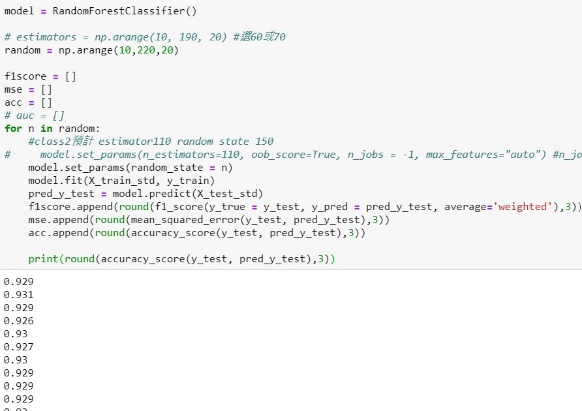 model = RandomForestClassifier()
# estimators = np.arange(10, 190, 20) #選60或70
random = np.arange(10,220,20)
f1score = []
mse = []
acc = []
# auc = []
for n in random:
#class2預計 estimator110 random state 150
# model.set_params(n_estimators=110, oob_score=True, n_jobs = -1, max_features="auto") #n_jo
model.set_params(random_state = n)
model.fit(X_train_std, y_train)
pred_y_test = model.predict(X_test_std)
f1score.append(round(f1_score(y_true = y_test, y_pred = pred_y_test, average='weighted'),3))
mse.append(round(mean_squared_error(y_test, pred_y_test),3))
acc.append(round(accuracy_score(y_test, pred_y_test),3))
print(round(accuracy_score(y_test, pred_y_test),3))
0.929
0.931
0.929
0.926
0.93
0.927
0.93
0.929
0.929
0.929